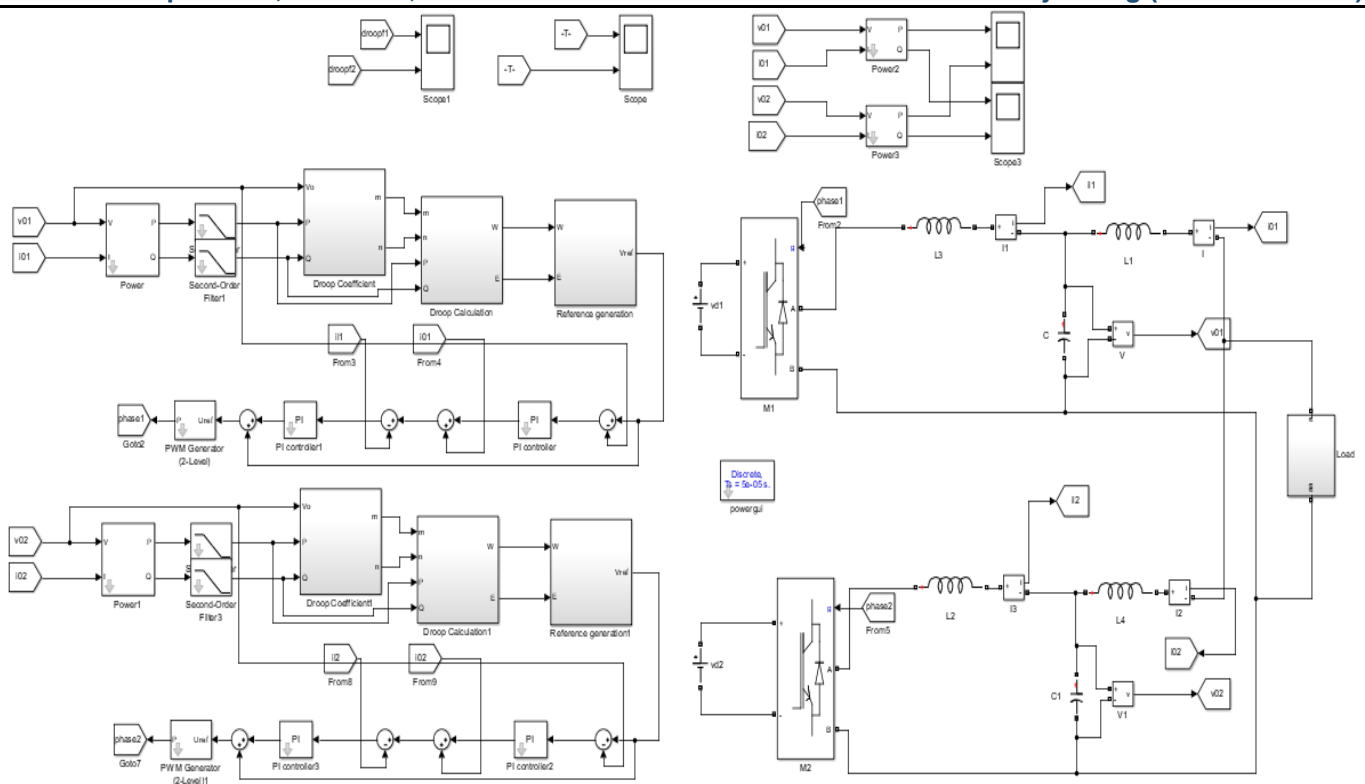 droopf1
droopf2
Scope1
-T-
-T-
Scope
v01
i01
v02
i02
V
I
P
Q
Power2
V
I
P
Q
Power3
Scope3
v01
i01
V
I
P
Q
Power
Second-Order
Filter1
Vo
P
Q
m
n
Droop Coefficient
m
n
P
Q
W
E
Droop Calculation
W
E
Vref
Reference generation
il1
From3
i01
From4
phase1
Goto2
P
Uref
PWM Generator
(2-Level)
PI
PI controller1
PI
PI controller
v02
i02
V
I
P
Q
Power1
Second-Order
Filter3
Vo
P
Q
m
n
Droop Coefficient1
m
n
P
Q
W
E
Droop Calculation1
W
E
Vref
Reference generation1
il2
From8
i02
From9
phase2
Goto7
P
Uref
PWM Generator
(2-Level)1
PI
PI controller3
PI
PI controller2
phase1
From2
vd1
g
A
B
M1
L3
I1
Il1
L1
I
i01
C
V
v01
Load
Discrete,
Ts = 5e-05 s.
powergui
phase2
From5
vd2
g
A
B
M2
L2
I3
Il2
L4
I2
i02
C1
V1
v02